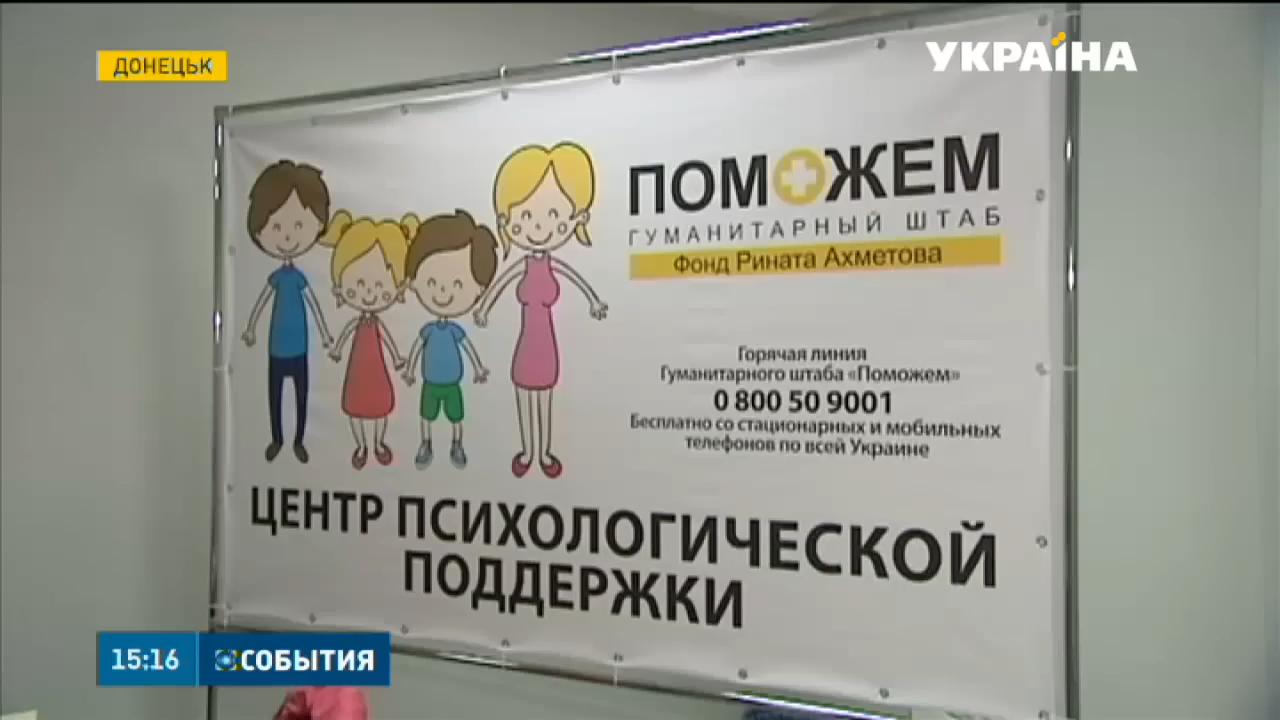 ДОНЕЦЬК
УКРАЇНА
ПОМОЖЕМ
ГУМАНИТАРНЫЙ ШТАБ
Фонд Рината Ахметова
Горячая линия
Гуманитарного штаба «Поможем»
0 800 50 9001
Бесплатно со стационарных и мобильных
телефонов по всей Украине
ЦЕНТР ПСИХОЛОГИЧЕСКОЙ
ПОДДЕРЖКИ
15:16 СОБЫТИЯ